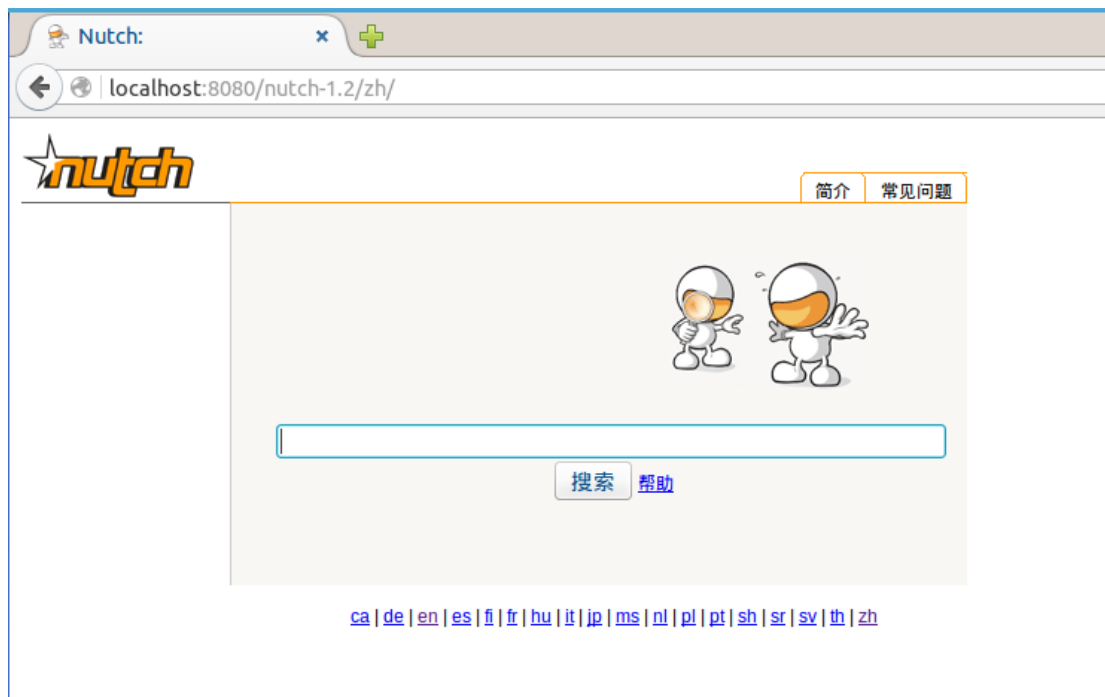 Nutch:
localhost:8080/nutch-1.2/zh/
nutch
简介 常见问题
搜索 帮助
ca | de | en | es | fi | fr | hu | it | jp | ms | nl | pl | pt | sh | sr | sv | th | zh